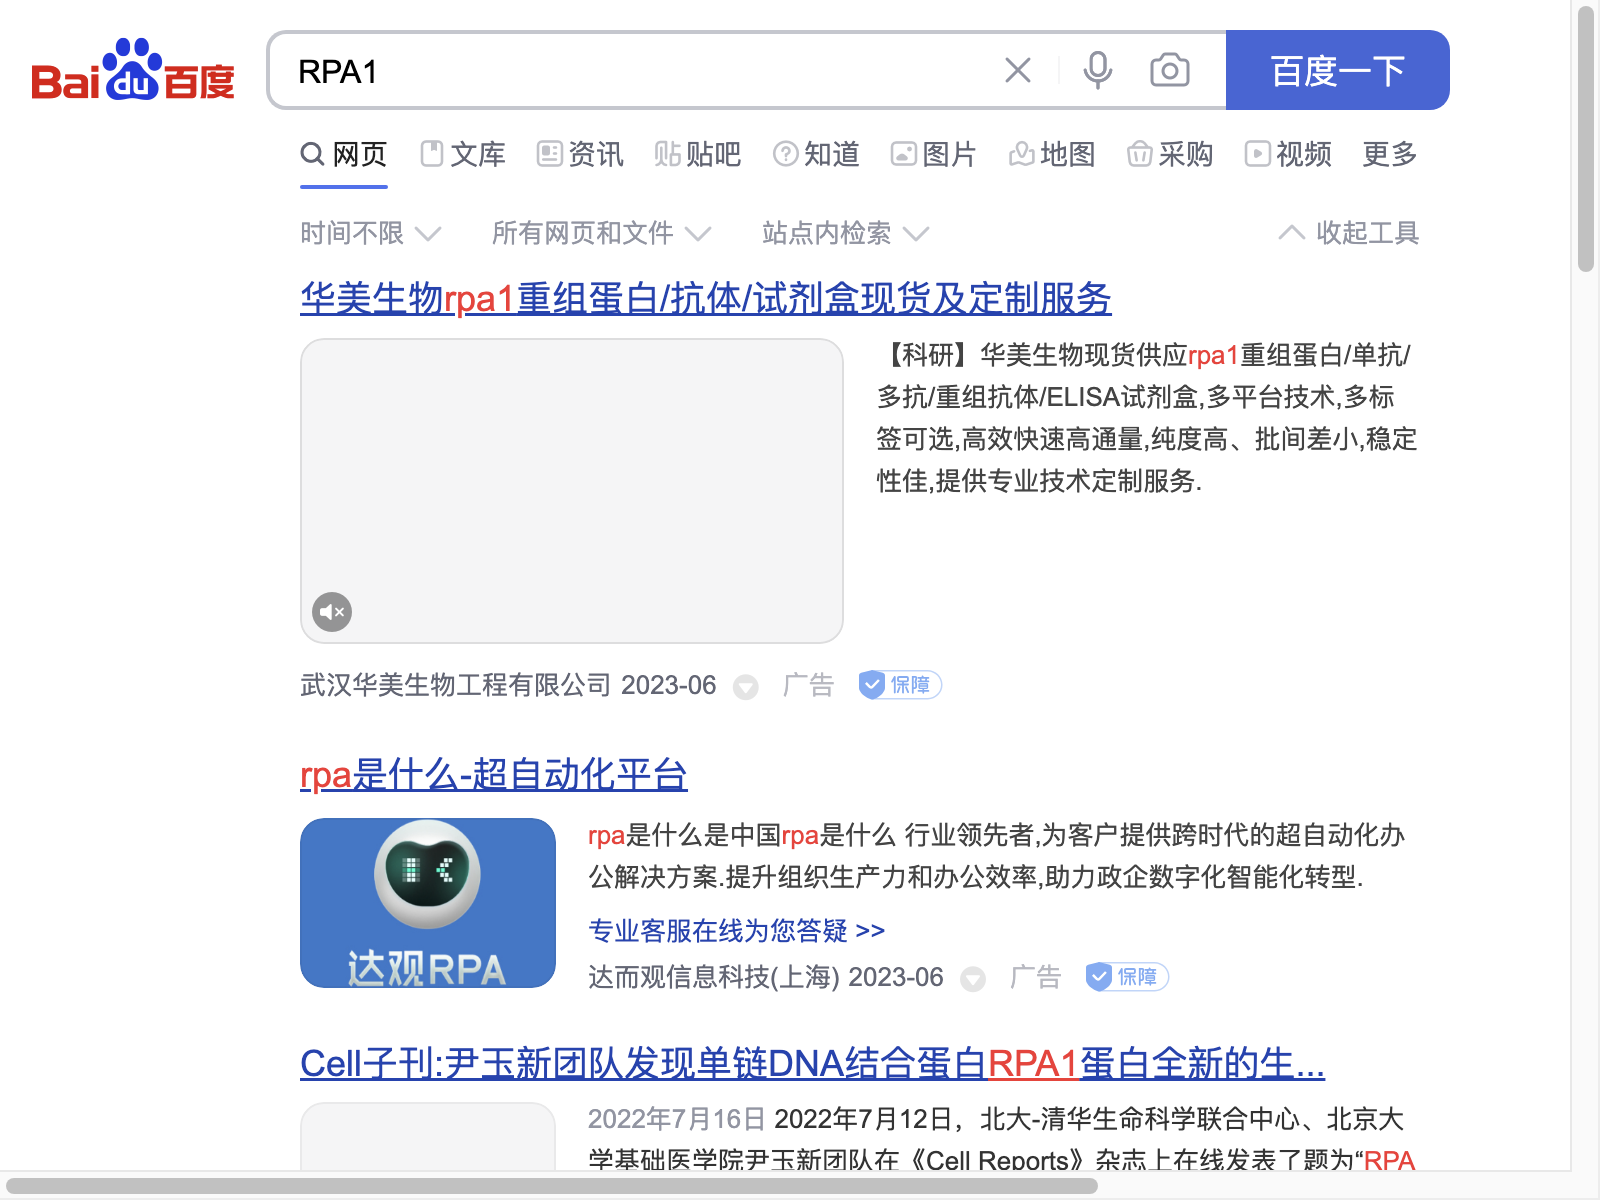 Baidu百度
RPA1
百度一下
网页 文库 资讯 贴吧 知道 图片 地图 采购 视频 更多
时间不限 所有网页和文件 站点内检索 收起工具
华美生物rpa1重组蛋白/抗体/试剂盒现货及定制服务
【科研】华美生物现货供应rpa1重组蛋白/单抗/
多抗/重组抗体/ELISA试剂盒,多平台技术,多标
签可选,高效快速高通量,纯度高、批间差小,稳定
性佳,提供专业技术定制服务.
武汉华美生物工程有限公司 2023-06 广告 保障
rpa是什么-超自动化平台
达观RPA
rpa是什么是中国rpa是什么 行业领先者,为客户提供跨时代的超自动化办
公解决方案.提升组织生产力和办公效率,助力政企数字化智能化转型.
专业客服在线为您答疑 >>
达而观信息科技(上海) 2023-06 广告 保障
Cell子刊:尹玉新团队发现单链DNA结合蛋白RPA1蛋白全新的生...
2022年7月16日 2022年7月12日，北大-清华生命科学联合中心、北京大
学基础医学院尹玉新团队在《Cell Reports》杂志上在线发表了题为“RPA